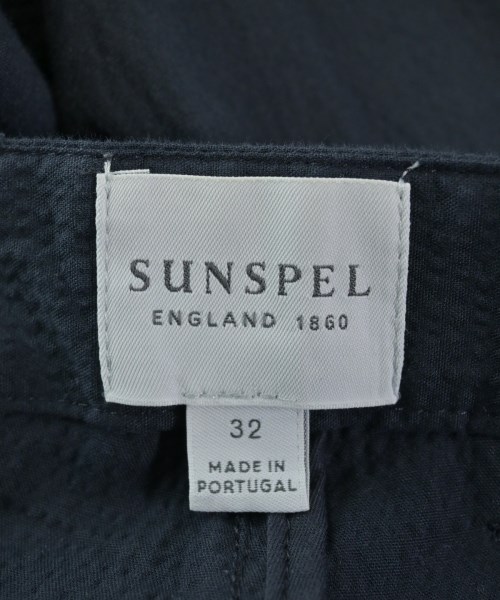 SUNSPEL
ENGLAND 1860
32
MADE IN
PORTUGAL